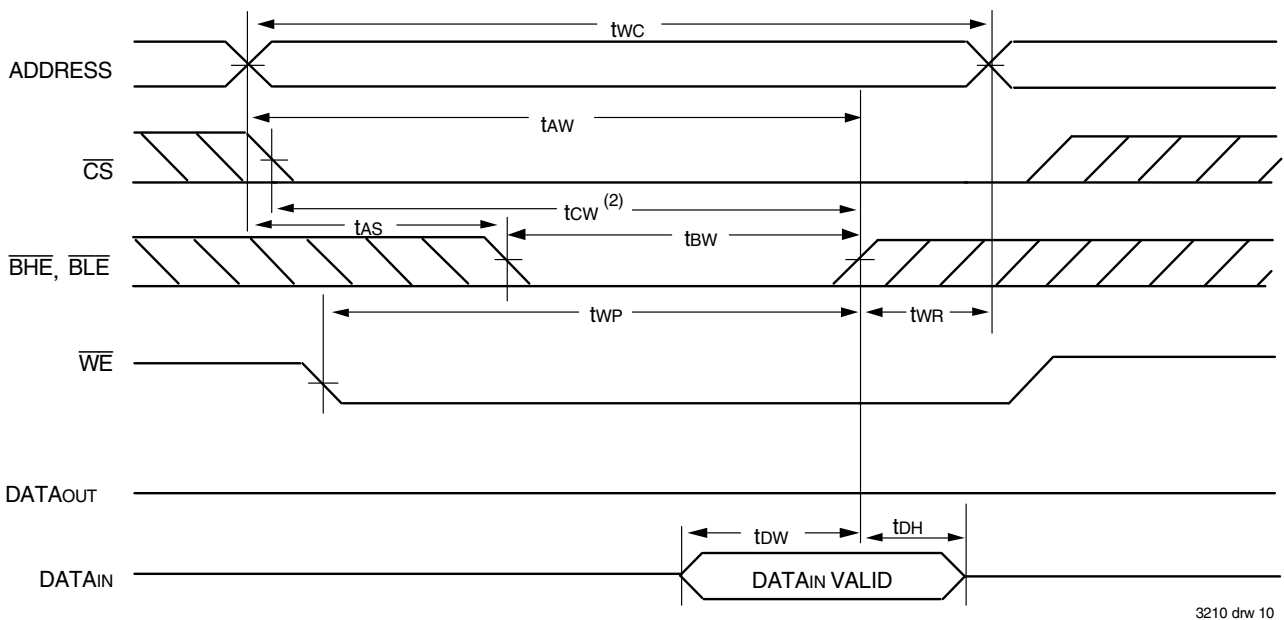 tWC
ADDRESS
tAW
CS
tCW (2)
tAS
tBW
BHE, BLE
tWP
tWR
WE
DATAOUT
tDW
tDH
DATAIN
DATAIN VALID
3210 drw 10